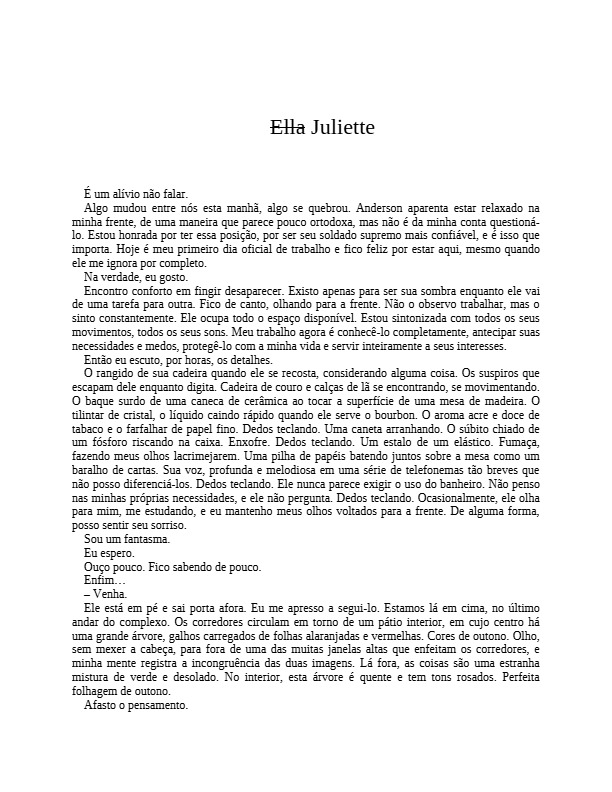 Ella Juliette
É um alívio não falar.
Algo mudou entre nós esta manhã, algo se quebrou. Anderson aparenta estar relaxado na
minha frente, de uma maneira que parece pouco ortodoxa, mas não é da minha conta questioná-
lo. Estou honrada por ter essa posição, por ser seu soldado supremo mais confiável, e é isso que
importa. Hoje é meu primeiro dia oficial de trabalho e fico feliz por estar aqui, mesmo quando
ele me ignora por completo.
Na verdade, eu gosto.
Encontro conforto em fingir desaparecer. Existo apenas para ser sua sombra enquanto ele vai
de uma tarefa para outra. Fico de canto, olhando para a frente. Não o observo trabalhar, mas o
sinto constantemente. Ele ocupa todo o espaço disponível. Estou sintonizada com todos os seus
movimentos, todos os seus sons. Meu trabalho agora é conhecê-lo completamente, antecipar suas
necessidades e medos, protegê-lo com a minha vida e servir inteiramente a seus interesses.
Então eu escuto, por horas, os detalhes.
O rangido de sua cadeira quando ele se recosta, considerando alguma coisa. Os suspiros que
escapam dele enquanto digita. Cadeira de couro e calças de lã se encontrando, se movimentando.
O baque surdo de uma caneca de cerâmica ao tocar a superfície de uma mesa de madeira. O
tilintar de cristal, o líquido caindo rápido quando ele serve o bourbon. O aroma acre e doce de
tabaco e o farfalhar de papel fino. Dedos teclando. Uma caneta arranhando. O súbito chiado de
um fósforo riscando na caixa. Enxofre. Dedos teclando. Um estalo de um elástico. Fumaça,
fazendo meus olhos lacrimejarem. Uma pilha de papéis batendo juntos sobre a mesa como um
baralho de cartas. Sua voz, profunda e melodiosa em uma série de telefonemas tão breves que
não posso diferenciá-los. Dedos teclando. Ele nunca parece exigir o uso do banheiro. Não penso
nas minhas próprias necessidades, e ele não pergunta. Dedos teclando. Ocasionalmente, ele olha
para mim, me estudando, e eu mantenho meus olhos voltados para a frente. De alguma forma,
posso sentir seu sorriso.
Sou um fantasma.
Eu espero.
Ouço pouco. Fico sabendo de pouco.
Enfim…
– Venha.
Ele está em pé e sai porta afora. Eu me apresso a segui-lo. Estamos lá em cima, no último
andar do complexo. Os corredores circulam em torno de um pátio interior, em cujo centro há
uma grande árvore, galhos carregados de folhas alaranjadas e vermelhas. Cores de outono. Olho,
sem mexer a cabeça, para fora de uma das muitas janelas altas que enfeitam os corredores, e
minha mente registra a incongruência das duas imagens. Lá fora, as coisas são uma estranha
mistura de verde e desolado. No interior, esta árvore é quente e tem tons rosados. Perfeita
folhagem de outono.
Afasto o pensamento.